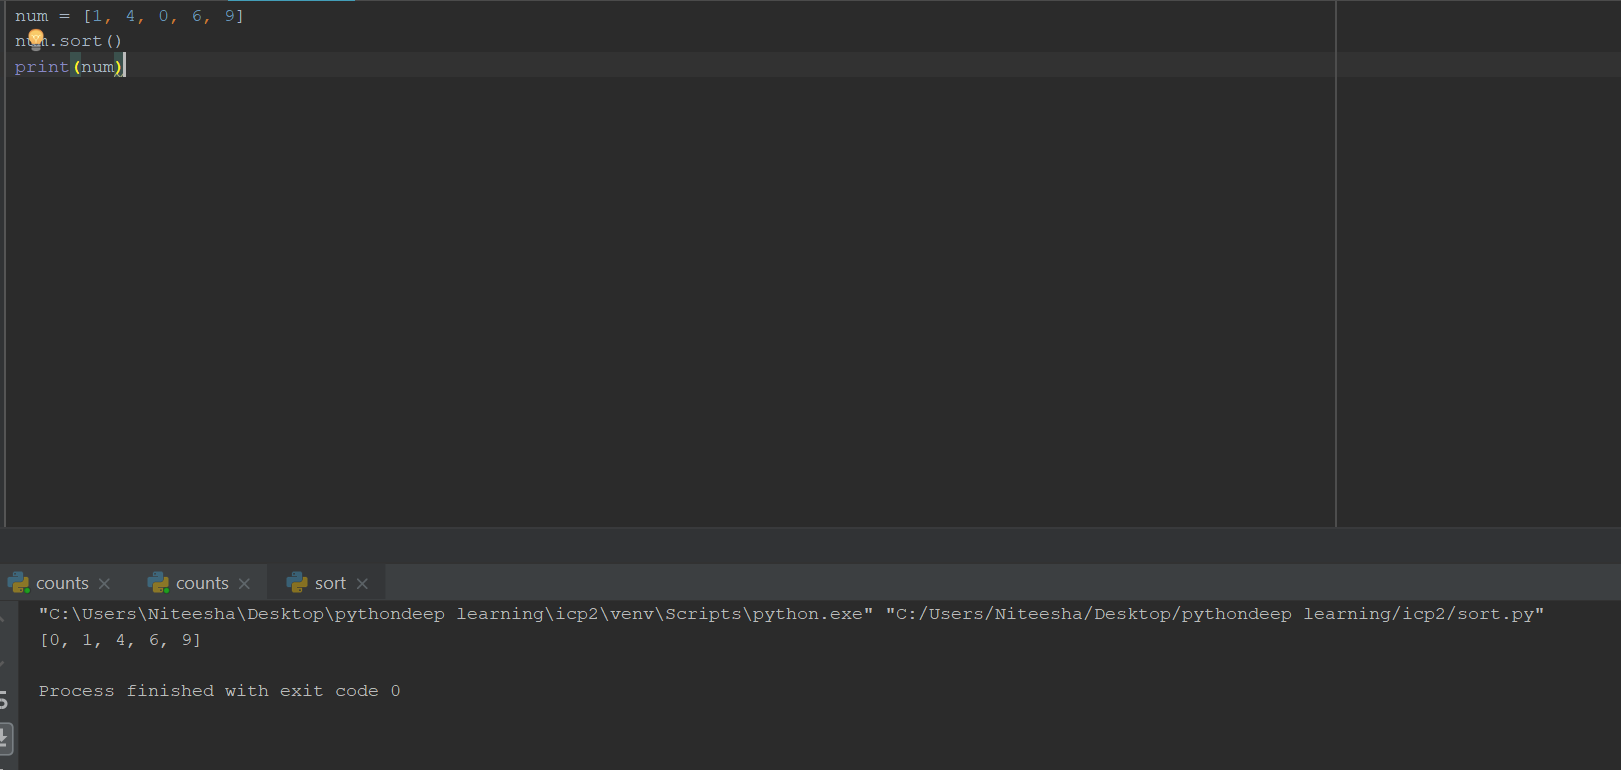 num = [1, 4, 0, 6, 9]
num.sort()
print(num)
counts counts sort
"C:\Users\Niteesha\Desktop\pythondeep learning\icp2\venv\Scripts\python.exe" "C:/Users/Niteesha/Desktop/pythondeep learning/icp2/sort.py"
[0, 1, 4, 6, 9]
Process finished with exit code 0